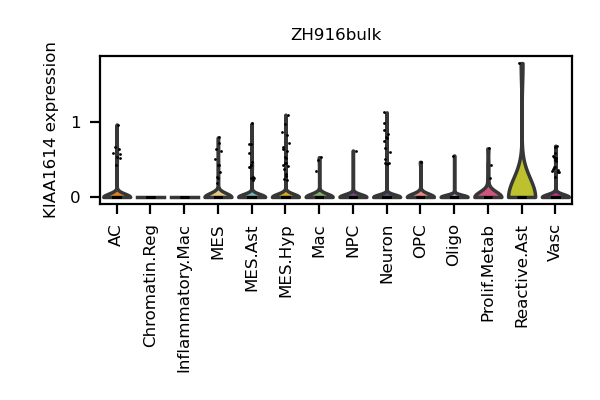 ZH916bulk
KIAA1614 expression
1
0
AC
Chromatin.Reg
Inflammatory.Mac
MES
MES.Ast
MES.Hyp
Mac
NPC
Neuron
OPC
Oligo
Prolif.Metab
Reactive.Ast
Vasc